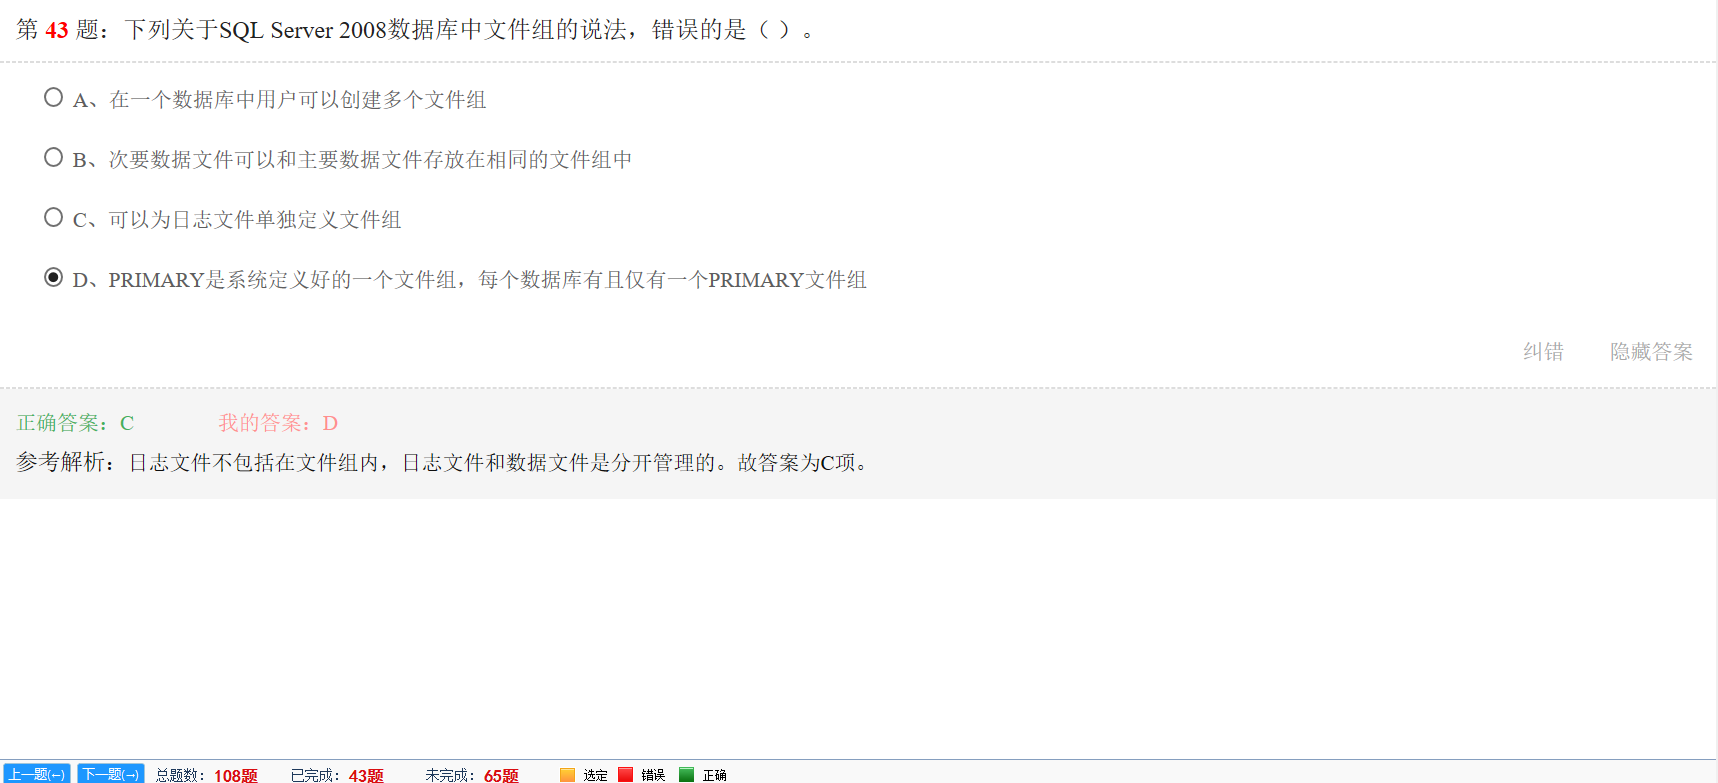 第 43 题：下列关于SQL Server 2008数据库中文件组的说法，错误的是（ ）。
A、在一个数据库中用户可以创建多个文件组
B、次要数据文件可以和主要数据文件存放在相同的文件组中
C、可以为日志文件单独定义文件组
D、PRIMARY是系统定义好的一个文件组，每个数据库有且仅有一个PRIMARY文件组
纠错 隐藏答案
正确答案：C 我的答案：D
参考解析：日志文件不包括在文件组内，日志文件和数据文件是分开管理的。故答案为C项。
上一题(←) 下一题(→) 总题数：108题 已完成：43题 未完成：65题 选定 错误 正确